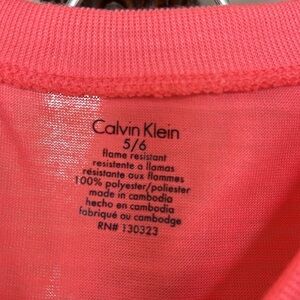 Calvin Klein
5/6
flame resistant
resistente a llamas
résistante aux flammes
100% polyester/poliester
made in cambodia
hecho en cambodia
fabriqué au cambodge
RN# 130323